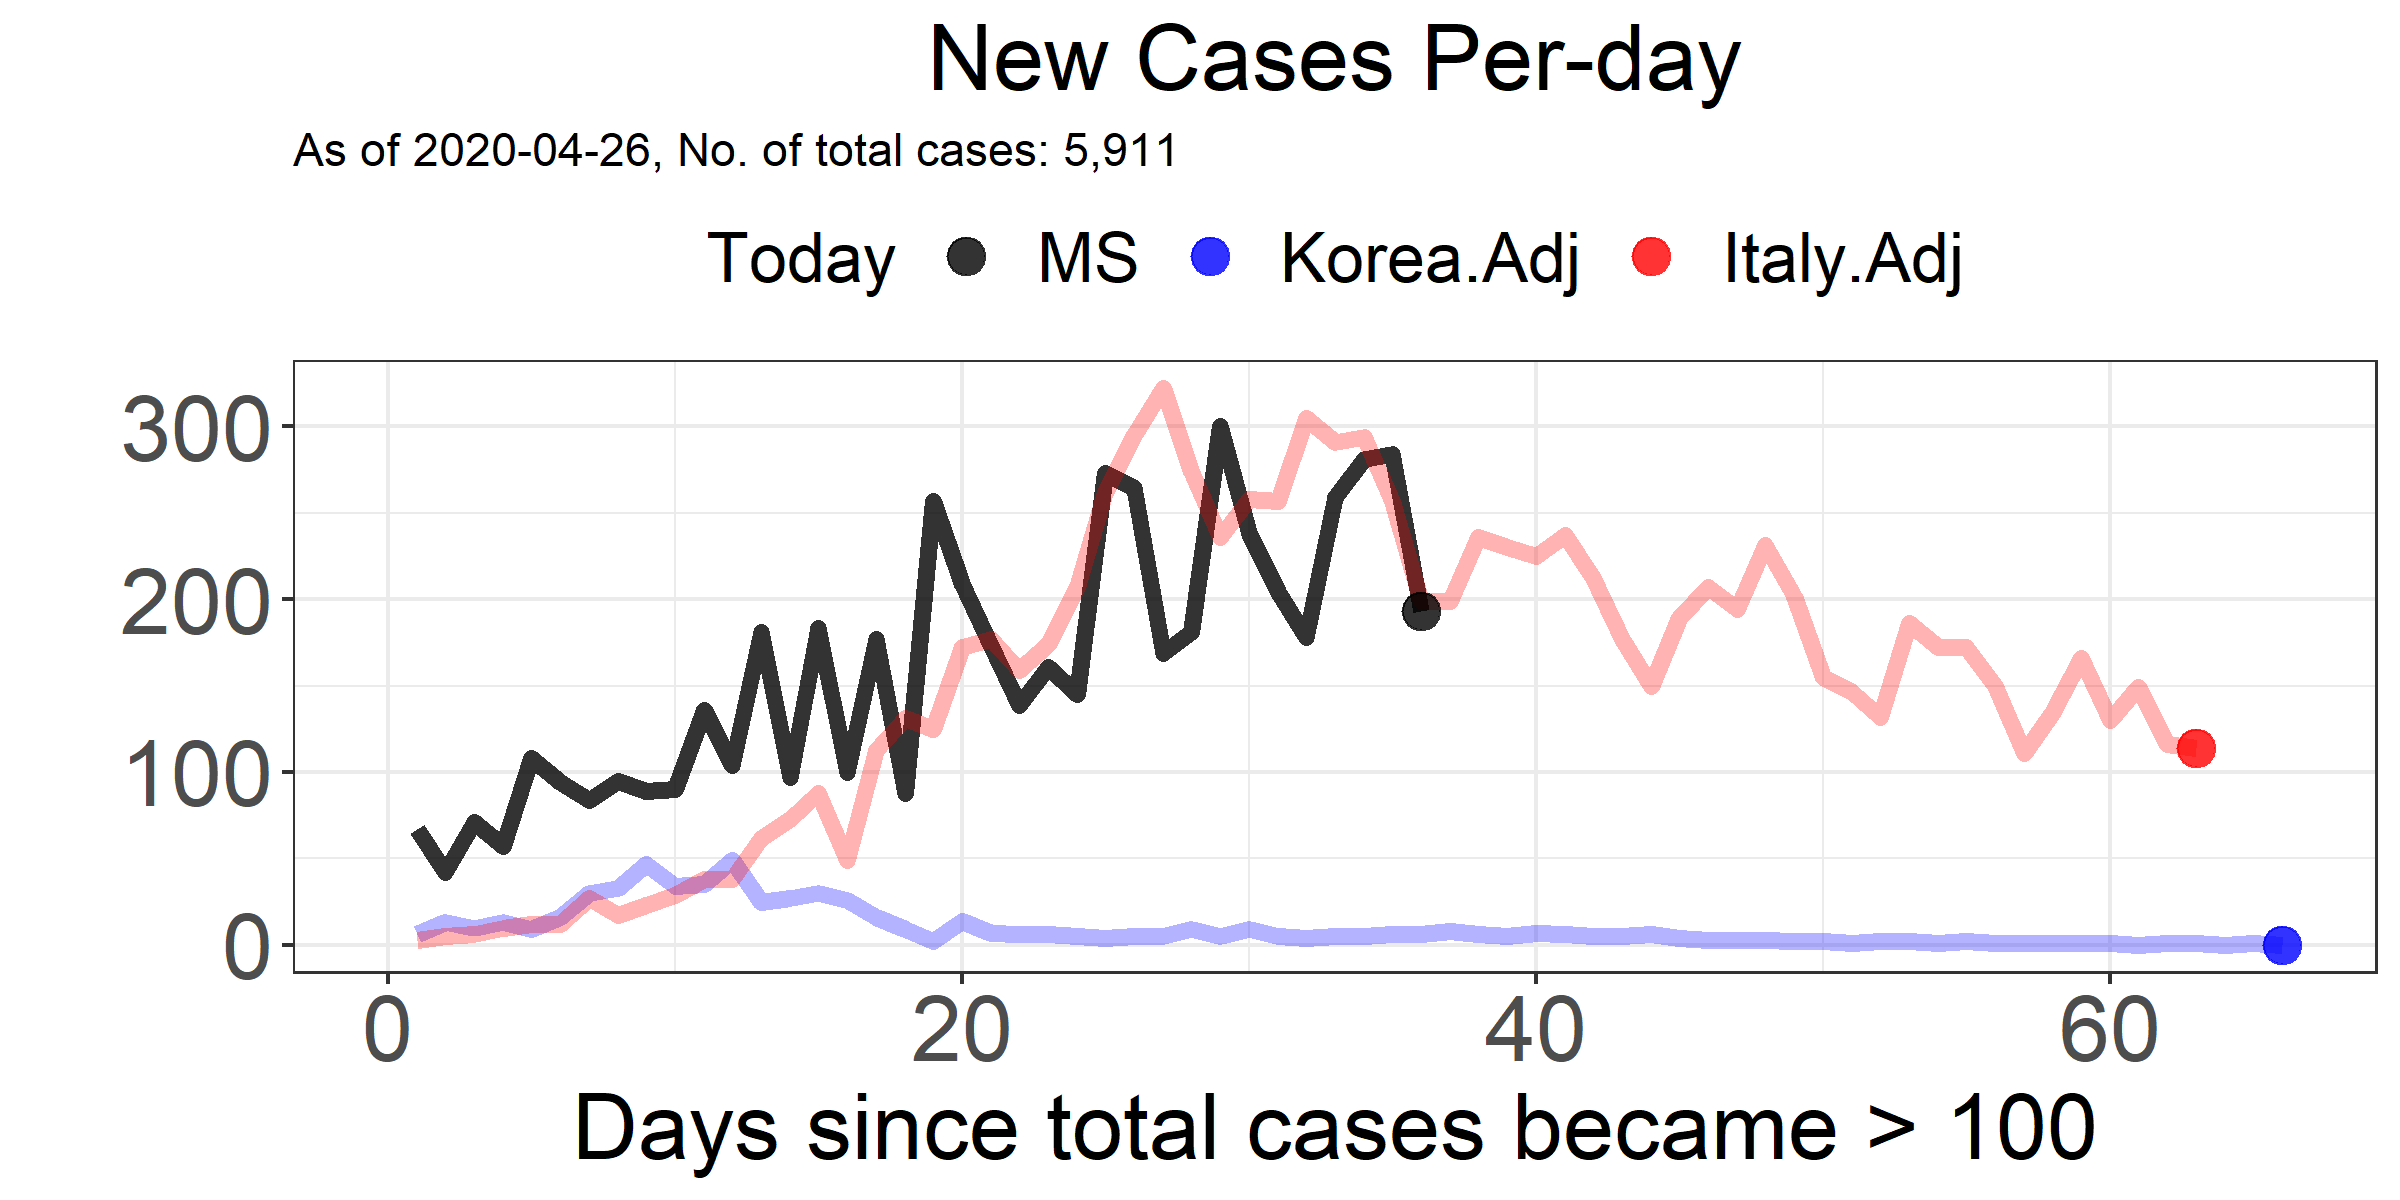 New Cases Per-day
As of 2020-04-26, No. of total cases: 5,911
Today MS Korea.Adj Italy.Adj
300
200
100
0
0 20 40 60
Days since total cases became > 100